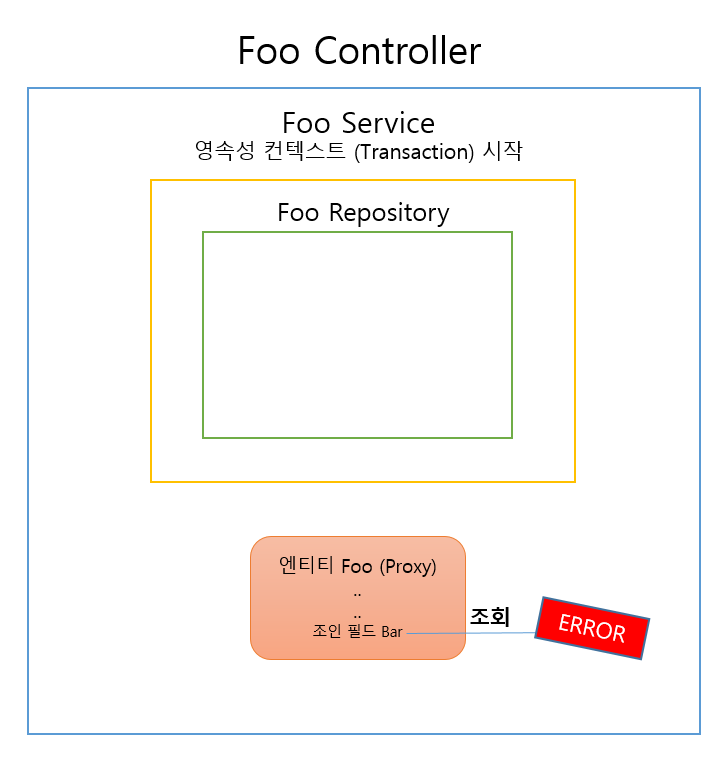 Foo Controller
Foo Service
영속성 컨텍스트 (Transaction) 시작
Foo Repository
엔티티 Foo (Proxy)
..
..
조인 필드 Bar
조회
ERROR